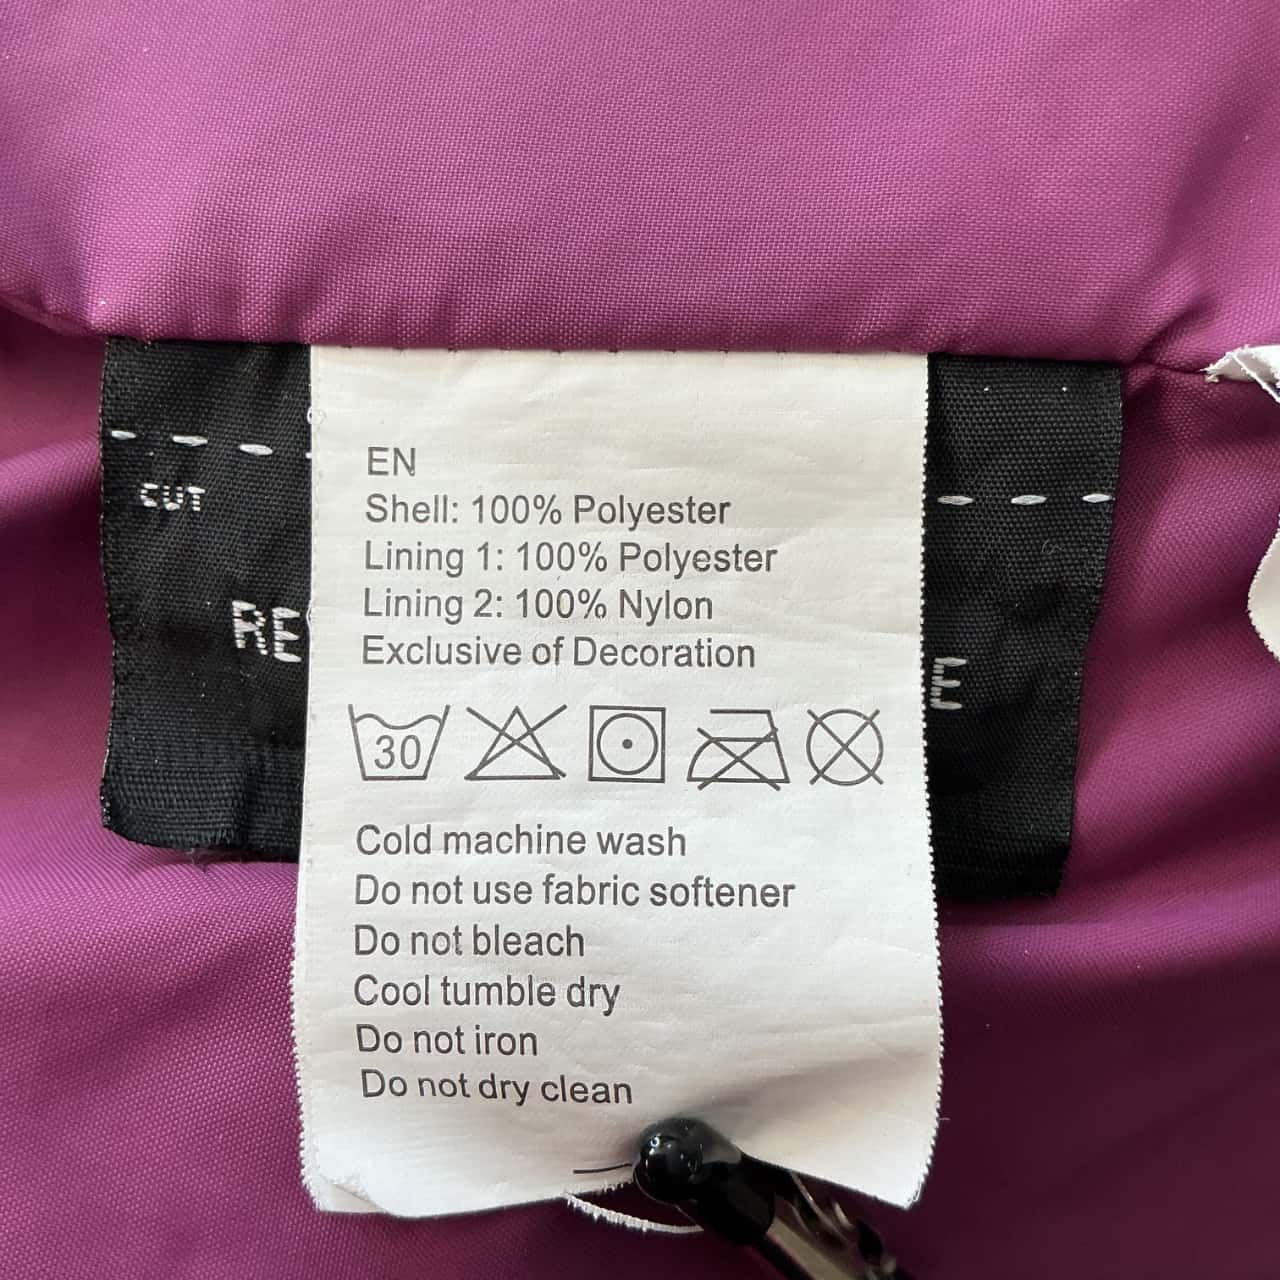 CUT
EN
Shell: 100% Polyester
Lining 1: 100% Polyester
Lining 2: 100% Nylon
Exclusive of Decoration
30
Cold machine wash
Do not use fabric softener
Do not bleach
Cool tumble dry
Do not iron
Do not dry clean